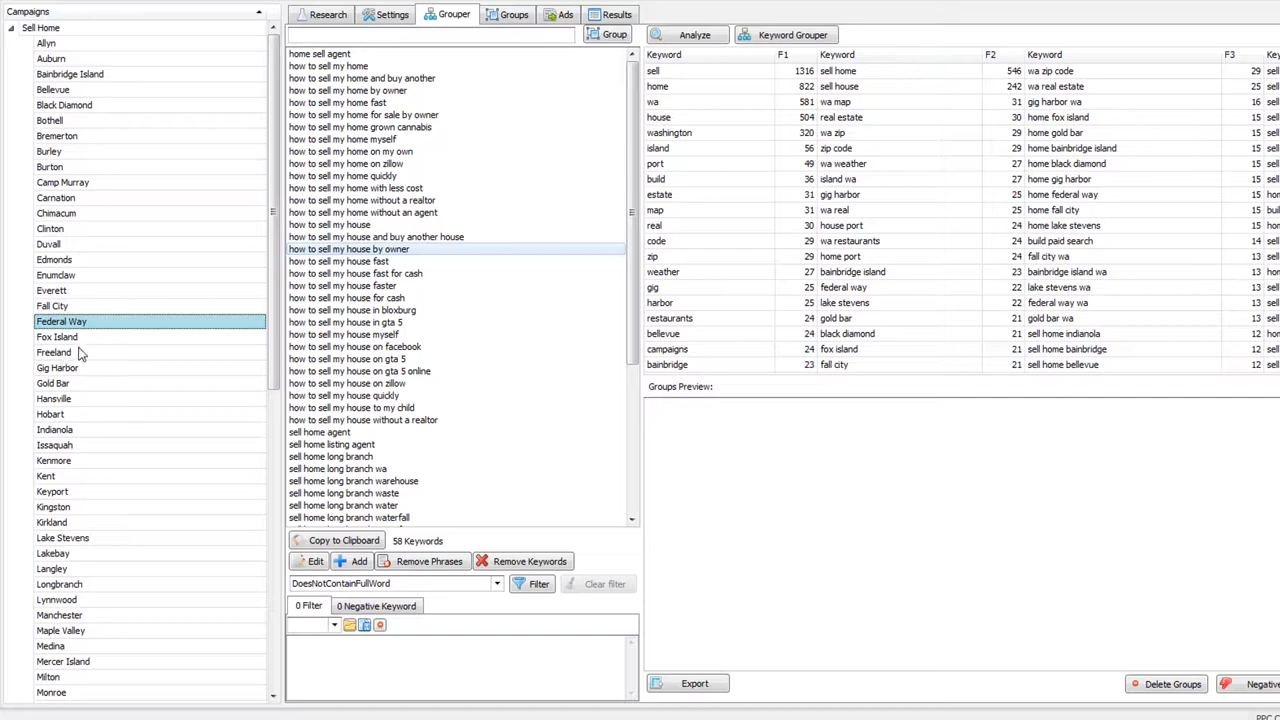 Campaigns
Sell Home
Allyn
Auburn
Bainbridge Island
Bellevue
Black Diamond
Bothell
Bremerton
Burley
Burton
Camp Murray
Carnation
Chimacum
Clinton
Duvall
Edmonds
Enumclaw
Everett
Fall City
Federal Way
Fox Island
Freeland
Gig Harbor
Gold Bar
Hansville
Hobart
Indianola
Issaquah
Kenmore
Kent
Keyport
Kingston
Kirkland
Lake Stevens
Lakebay
Langley
Longbranch
Lynnwood
Manchester
Maple Valley
Medina
Mercer Island
Milton
Monroe
Research Settings Grouper Groups Ads Results
Group
home sell agent
how to sell my home
how to sell my home and buy another
how to sell my home by owner
how to sell my home fast
how to sell my home for sale by owner
how to sell my home grown cannabis
how to sell my home myself
how to sell my home on my own
how to sell my home on zillow
how to sell my home quickly
how to sell my home with less cost
how to sell my home without a realtor
how to sell my home without an agent
how to sell my house
how to sell my house and buy another house
how to sell my house by owner
how to sell my house fast
how to sell my house fast for cash
how to sell my house faster
how to sell my house for cash
how to sell my house in bloxburg
how to sell my house in gta 5
how to sell my house myself
how to sell my house on facebook
how to sell my house on gta 5
how to sell my house on gta 5 online
how to sell my house on zillow
how to sell my house quickly
how to sell my house to my child
how to sell my house without a realtor
sell home agent
sell home listing agent
sell home long branch
sell home long branch wa
sell home long branch warehouse
sell home long branch waste
sell home long branch water
sell home long branch waterfall
Copy to Clipboard 58 Keywords
Edit Add Remove Phrases Remove Keywords
DoesNotContainFullWord Filter Clear filter
0 Filter 0 Negative Keyword
Analyze Keyword Grouper
Keyword F1 Keyword F2 Keyword F3
sell 1316 sell home 546 wa zip code 29 sell
home 822 sell house 242 wa real estate 25 sell
wa 581 wa map 31 gig harbor wa 16 sell
house 504 real estate 30 home fox island 15 sell
washington 320 wa zip 29 home gold bar 15 sell
island 56 zip code 29 home bainbridge island 15 sell
port 49 wa weather 27 home black diamond 15 sell
build 36 island wa 27 home gig harbor 15 sell
estate 31 gig harbor 25 home federal way 15
map 31 wa real 25 home fall city 15
real 30 house port 24 home lake stevens 15 sell
code 29 wa restaurants 24 build paid search 14 sell
zip 29 home port 24 fall city wa 13 sell
weather 27 bainbridge island 23 bainbridge island wa 13 sell
gig 25 federal way 22 lake stevens wa 13 sell
harbor 25 lake stevens 22 federal way wa 13 sell
restaurants 24 gold bar 21 gold bar wa 13 sell
bellevue 24 black diamond 21 sell home indianola 12
campaigns 24 fox island 21 sell home bainbridge 12 sell
bainbridge 23 fall city 21 sell home bellevue 12 sell
Groups Preview:
Export Delete Groups